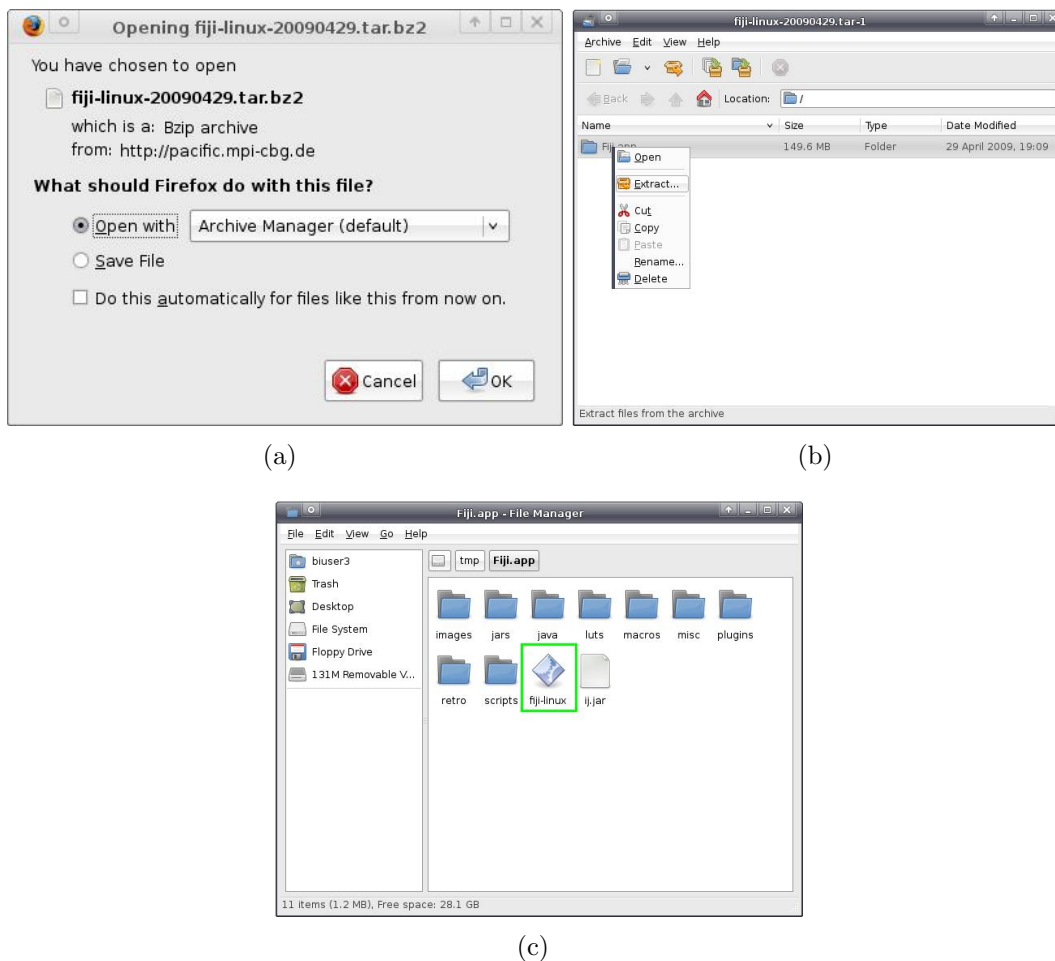 Opening fiji-linux-20090429.tar.bz2
You have chosen to open
fiji-linux-20090429.tar.bz2
which is a: Bzip archive
from: http://pacific.mpi-cbg.de
What should Firefox do with this file?
Open with Archive Manager (default)
Save File
Do this automatically for files like this from now on.
Cancel OK
(a)
fiji-linux-20090429.tar-1
Archive Edit View Help
Back Location: /
Name Size Type Date Modified
149.6 MB Folder 29 April 2009, 19:09
Open
Extract...
Cut
Copy
Paste
Rename...
Delete
Extract files from the archive
(b)
Fiji.app - File Manager
File Edit View Go Help
biuser3
Trash
Desktop
File System
Floppy Drive
131M Removable V...
tmp Fiji.app
images jars java luts macros misc plugins
retro scripts fiji-linux ij.jar
11 items (1.2 MB), Free space: 28.1 GB
(c)